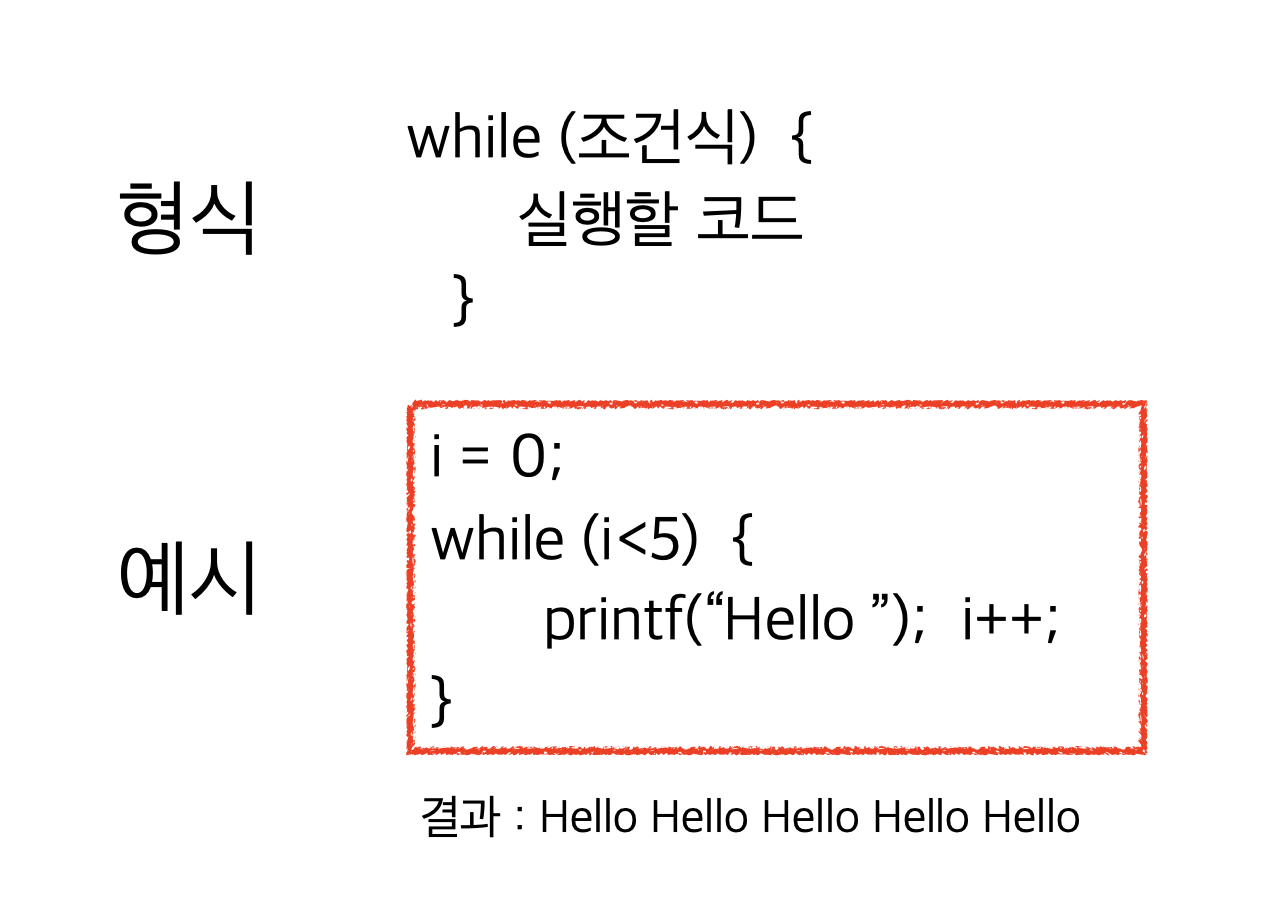 형식
while (조건식) {
실행할 코드
}
예시
i = 0;
while (i<5) {
printf(“Hello ”); i++;
}
결과 : Hello Hello Hello Hello Hello